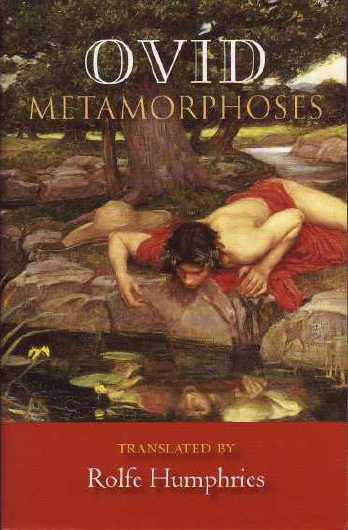 OVID
METAMORPHOSES
TRANSLATED BY
Rolfe Humphries